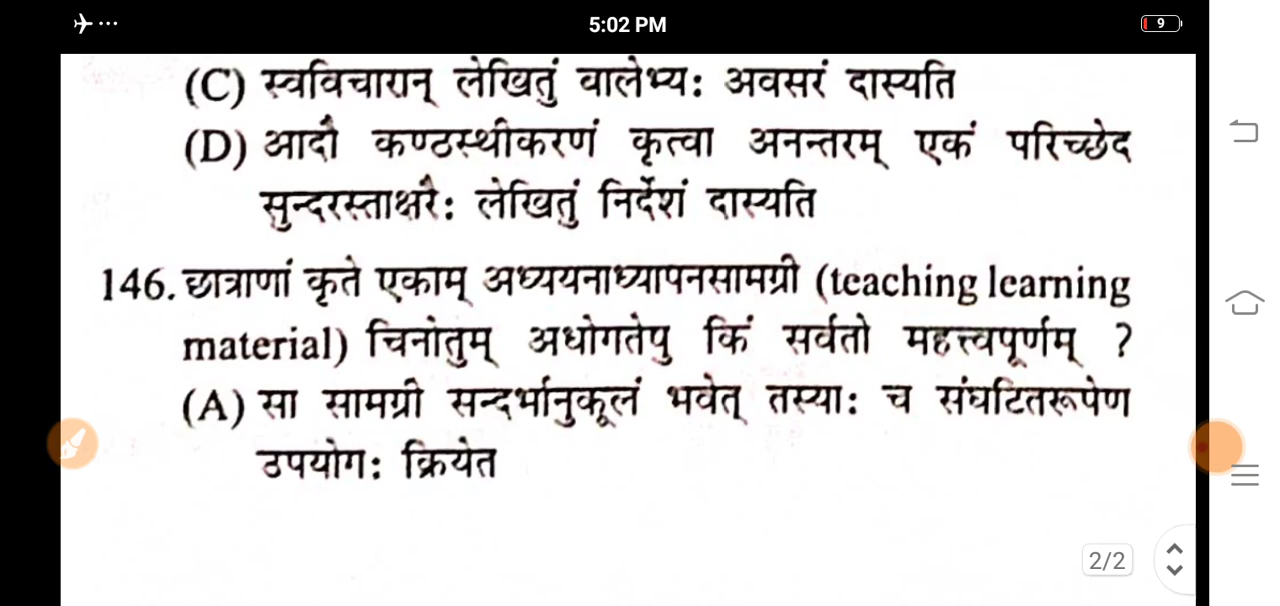 5:02 PM
9
(C) स्वविचारान् लेखितुं वालेभ्यः अवसरं दास्यति
(D) आदौ कण्ठस्थीकरणं कृत्वा अनन्तरम् एकं परिच्छेद
सुन्दरस्ताक्षरैः लेखितुं निर्देशं दास्यति
146. छात्राणां कृते एकाम् अध्ययनाध्यापनसामग्री (teaching learning
material) चिनोतुम् अधोगतेषु किं सर्वतो महत्त्वपूर्णम् ?
(A) सा सामग्री सन्दर्भानुकूलं भवेत् तस्याः च संघटितरूपेण
उपयोगः क्रियेत
2/2